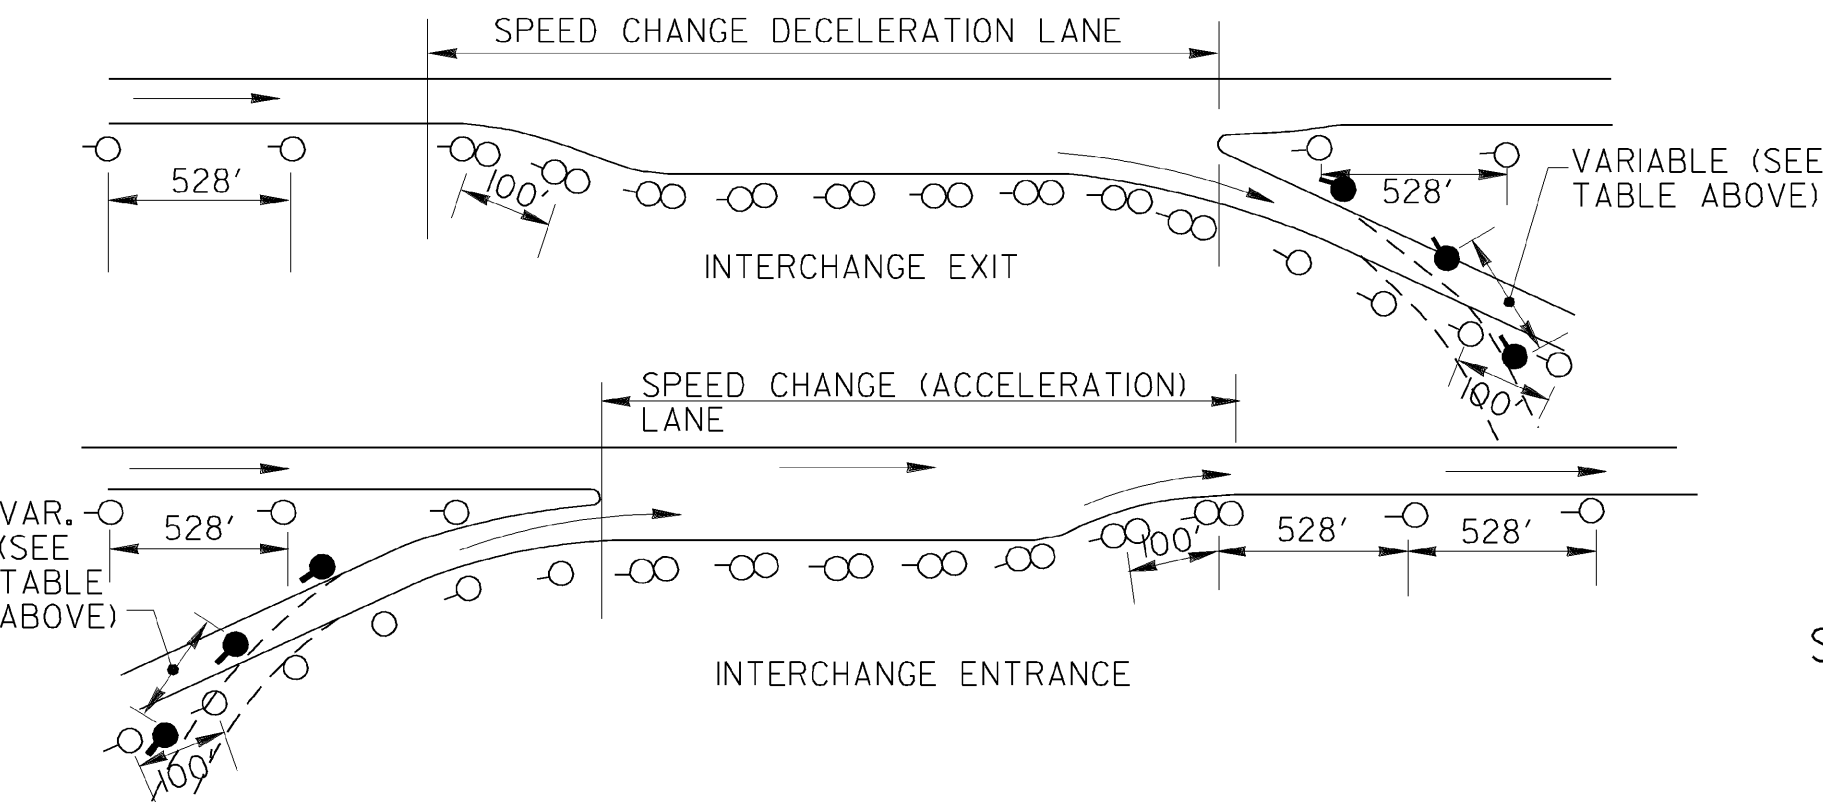 SPEED CHANGE DECELERATION LANE
528'
100'
528'
VARIABLE (SEE
TABLE ABOVE)
INTERCHANGE EXIT
100'
SPEED CHANGE (ACCELERATION)
LANE
VAR.
(SEE
TABLE
ABOVE)
528'
100'
528'
528'
INTERCHANGE ENTRANCE
100'
S